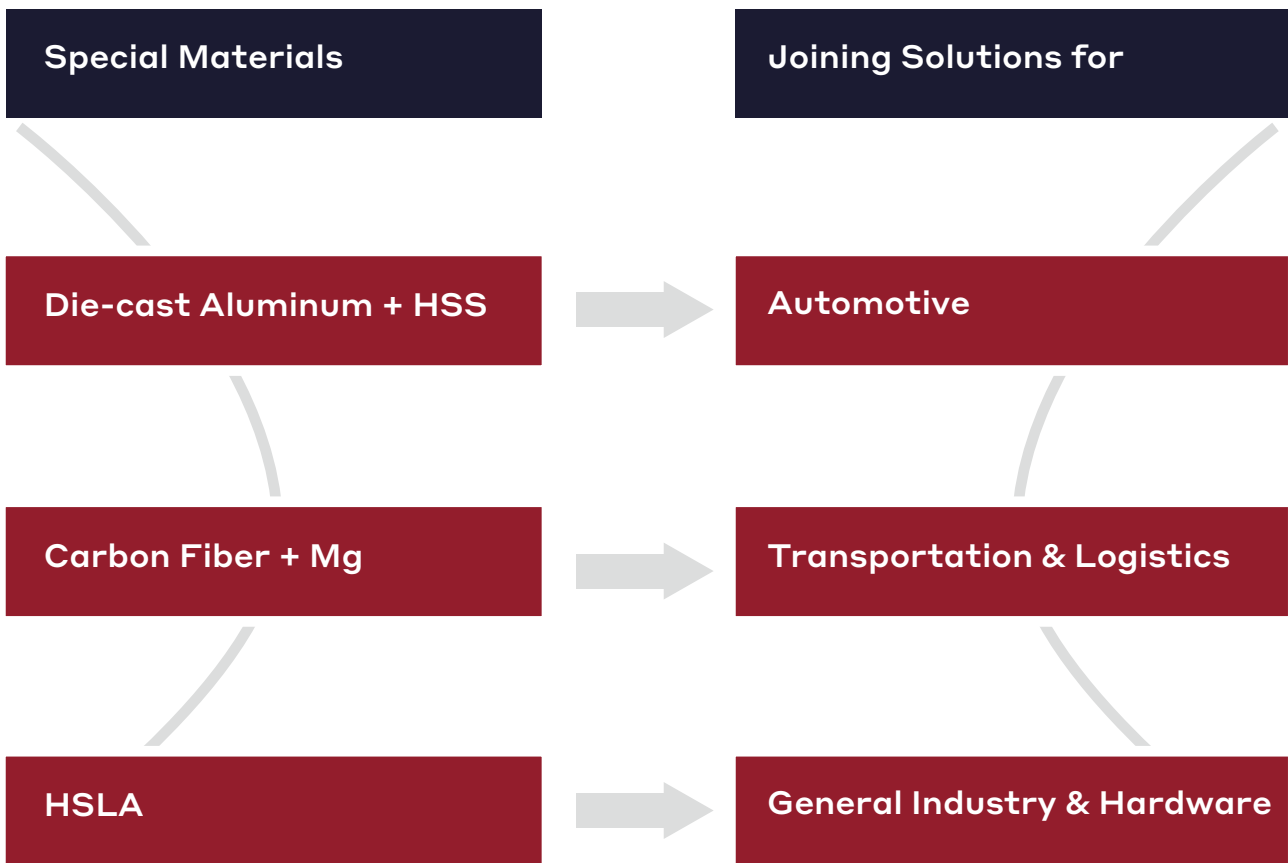 Special Materials
Joining Solutions for
Die-cast Aluminum + HSS
Automotive
Carbon Fiber + Mg
Transportation & Logistics
HSLA
General Industry & Hardware